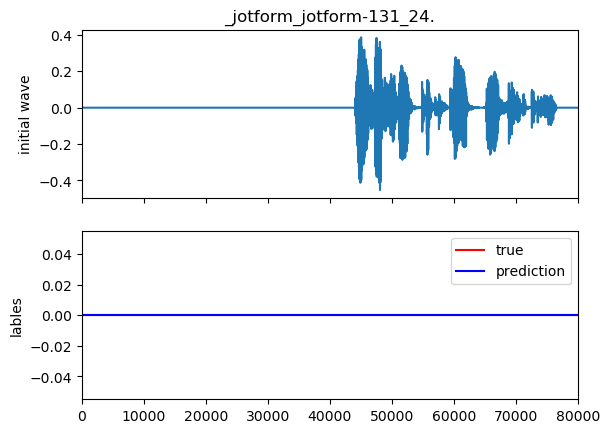 _jotform_jotform-131_24.
0.4
0.2
0.0
−0.2
−0.4
initial wave
0.04
0.02
0.00
−0.02
−0.04
lables
true
prediction
0 10000 20000 30000 40000 50000 60000 70000 80000